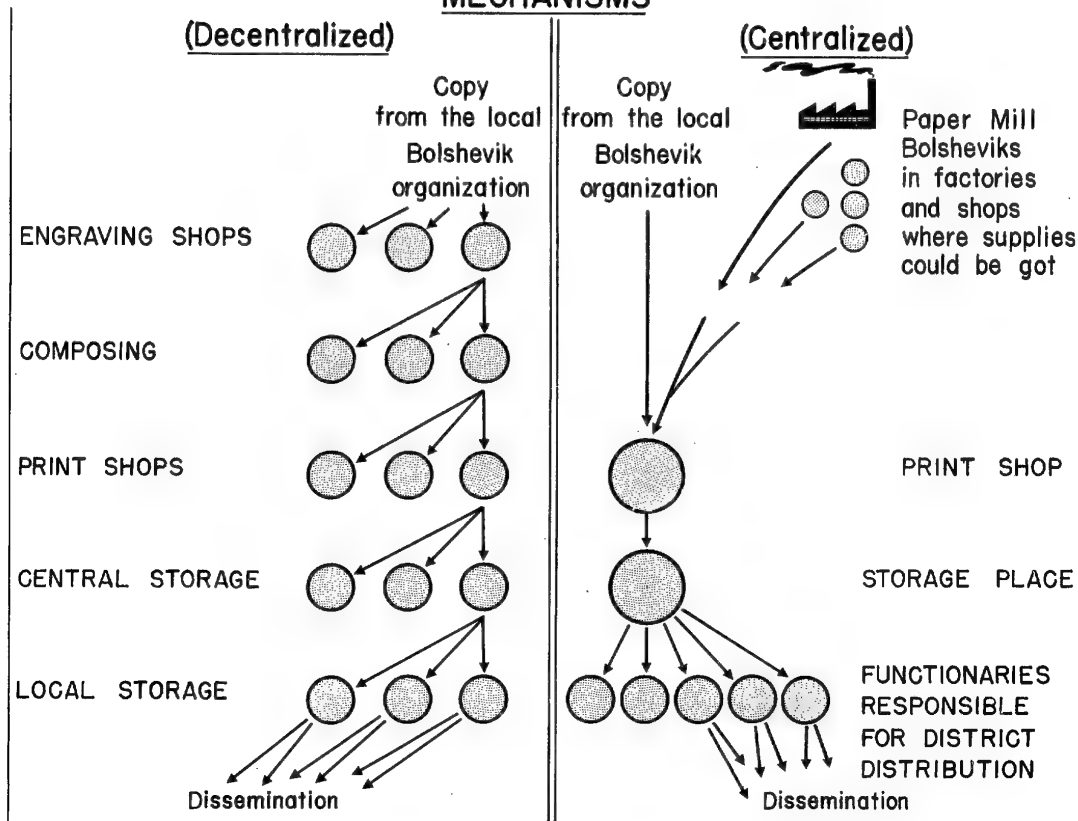 MECHANISMS
(Decentralized)
Copy
from the local
Bolshevik
organization
ENGRAVING SHOPS
COMPOSING
PRINT SHOPS
CENTRAL STORAGE
LOCAL STORAGE
Dissemination
(Centralized)
Copy
from the local
Bolshevik
organization
Paper Mill
Bolsheviks
in factories
and shops
where supplies
could be got
PRINT SHOP
STORAGE PLACE
FUNCTIONARIES
RESPONSIBLE
FOR DISTRICT
DISTRIBUTION
Dissemination